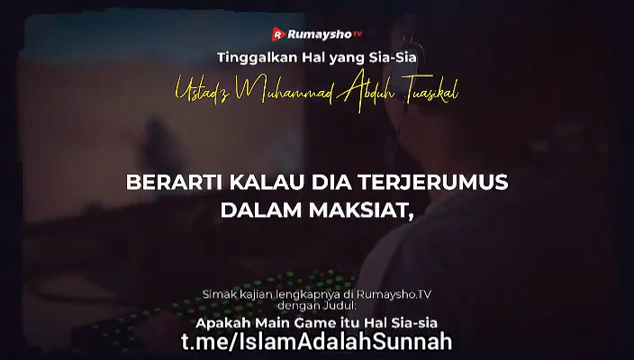 Rumaysho TV
Tinggalkan Hal yang Sia-Sia
Ustadz Muhammad Abduh Tuasikal
BERARTI KALAU DIA TERJERUMUS
DALAM MAKSIAT,
Simak kajian lengkapnya di Rumaysho.TV
dengan Judul:
Apakah Main Game itu Hal Sia-sia
t.me/IslamAdalahSunnah